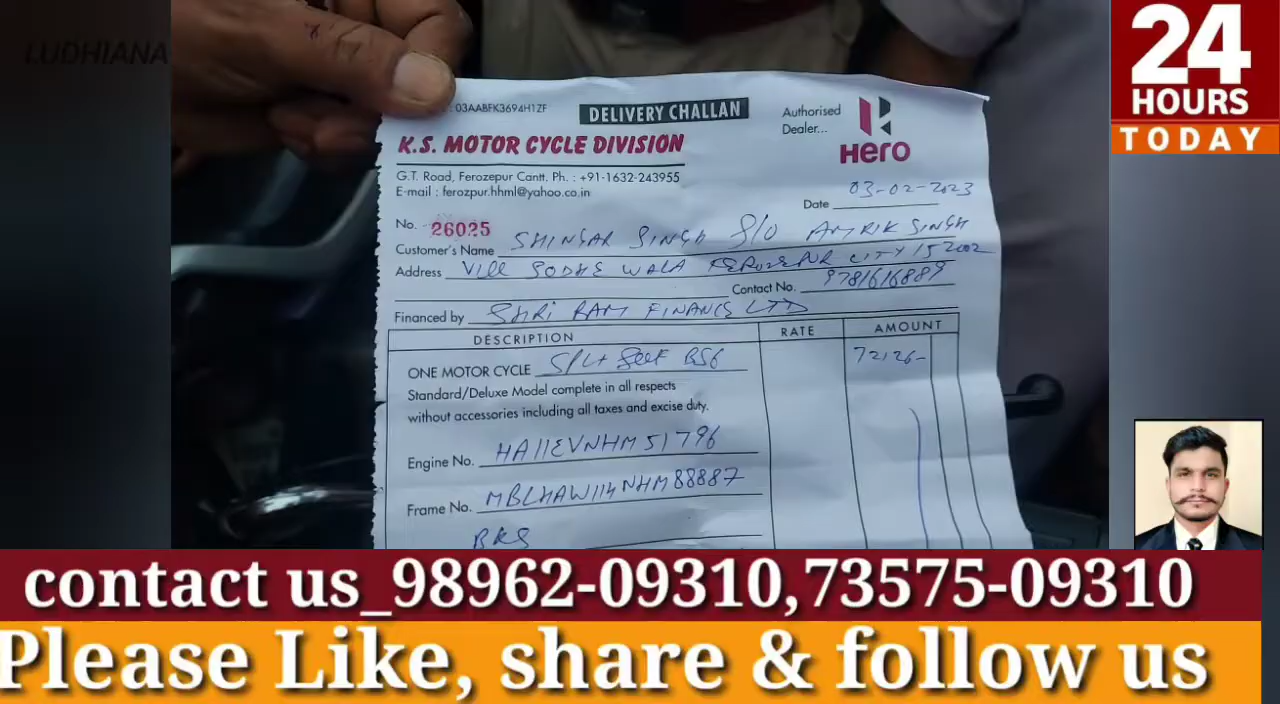 LUDHIANA
24
HOURS
TODAY
03AABFK3694H1ZF
DELIVERY CHALLAN
Authorised
Dealer...
Hero
K.S. MOTOR CYCLE DIVISION
G.T. Road, Ferozepur Cantt. Ph. : +91-1632-243955
E-mail : ferozpur.hhml@yahoo.co.in
Date 03-02-2023
No. 26025
Customer's Name SHINGAR SINGH S/O AMRIK SINGH
Address VILL SODHE WALA FEROZEPUR CITY 152002
Contact No. 9781616889
Financed by SHRI RAM FINANCE LTD
DESCRIPTION RATE AMOUNT
ONE MOTOR CYCLE S/L+ SELF BS6 72126-
Standard/Deluxe Model complete in all respects
without accessories including all taxes and excise duty.
Engine No. HA11EVNHM51796
Frame No. MBLHAW114NHM88887
contact us_98962-09310,73575-09310
Please Like, share & follow us